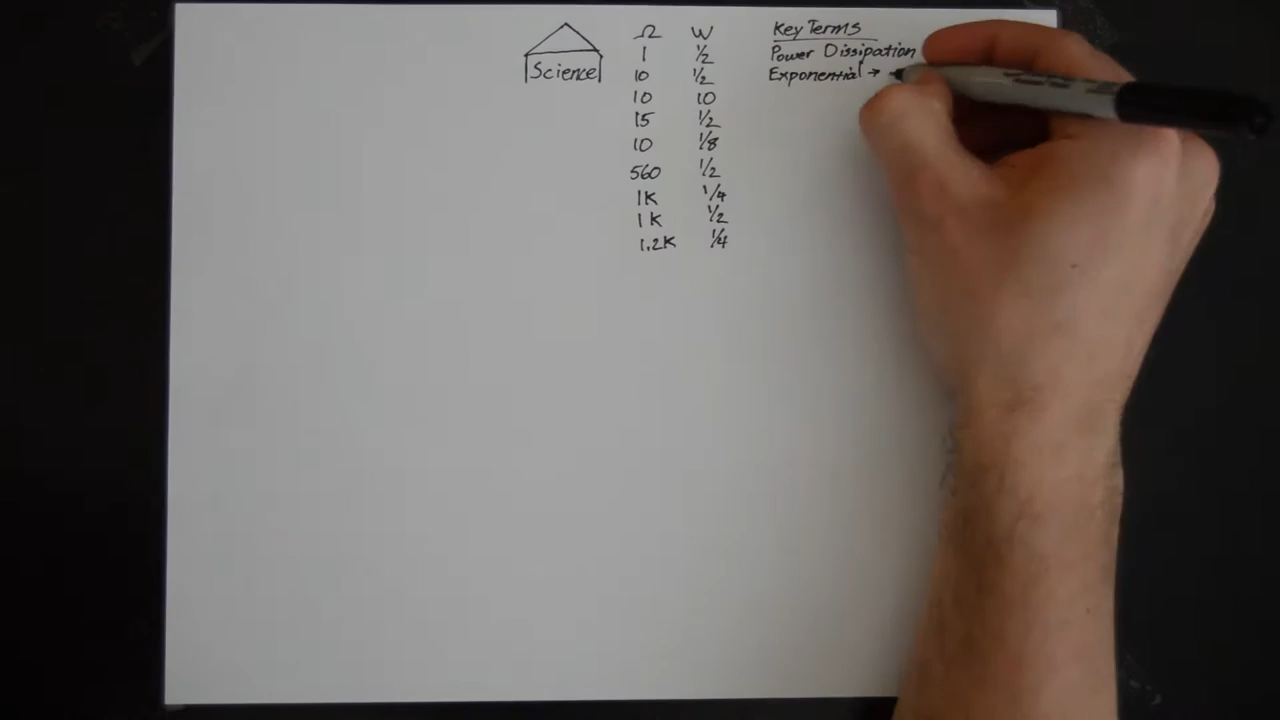 Science
Ω W
1 1/2
10 1/2
10 10
15 1/2
10 1/8
560 1/2
1K 1/4
1K 1/2
1.2K 1/4
Key Terms
Power Dissipation
Exponential →